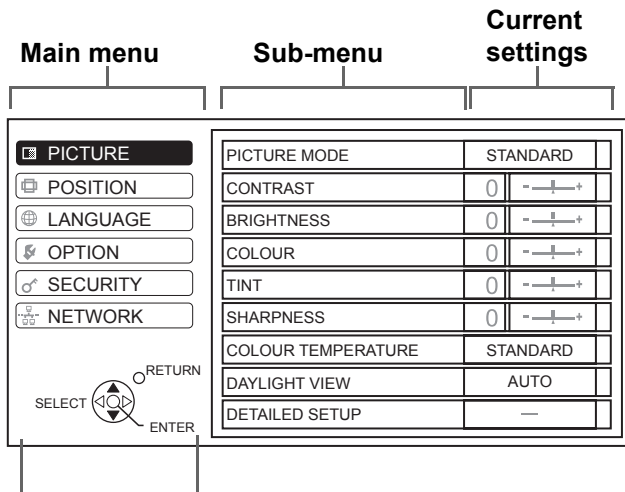 Main menu
Sub-menu
Current
settings
PICTURE
POSITION
LANGUAGE
OPTION
SECURITY
NETWORK
RETURN
SELECT
ENTER
PICTURE MODE STANDARD
CONTRAST 0 - +
BRIGHTNESS 0 - +
COLOUR 0 - +
TINT 0 - +
SHARPNESS 0 - +
COLOUR TEMPERATURE STANDARD
DAYLIGHT VIEW AUTO
DETAILED SETUP —